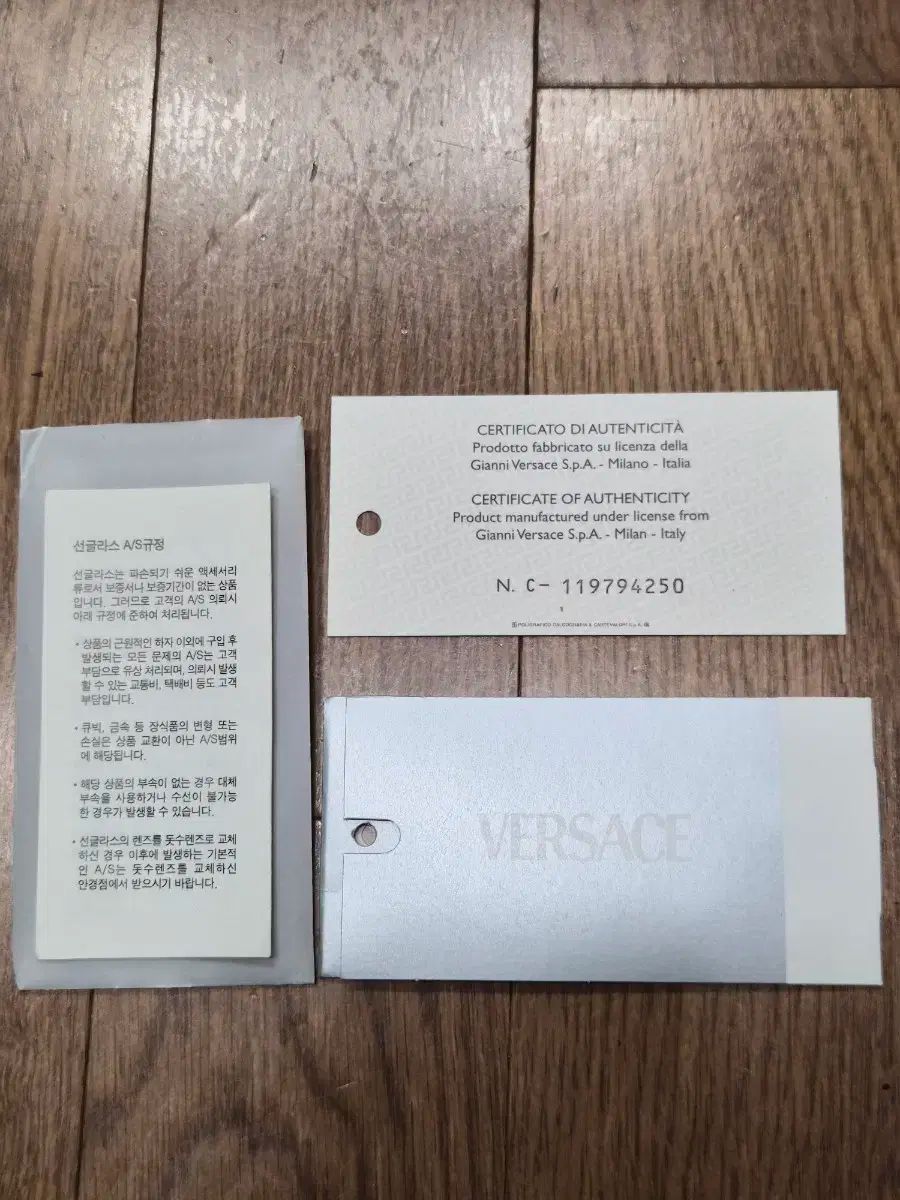 선글라스 A/S규정
선글라스는 파손되기 쉬운 액세서리
류로서 보증서나 보증기간이 없는 상품
입니다. 그러므로 고객의 A/S 의뢰시
아래 규정에 준하여 처리됩니다.
• 상품의 근원적인 하자 이외에 구입 후
발생되는 모든 문제의 A/S는 고객
부담으로 유상 처리되며, 의뢰시 발생
할 수 있는 교통비, 택배비 등도 고객
부담입니다.
• 큐빅, 금속 등 장식품의 변형 또는
손실은 상품 교환이 아닌 A/S범위
에 해당됩니다.
• 해당 상품의 부속이 없는 경우 대체
부속을 사용하거나 수선이 불가능
한 경우가 발생할 수 있습니다.
• 선글라스의 렌즈를 돗수렌즈로 교체
하신 경우 이후에 발생하는 기본적
인 A/S는 돗수렌즈를 교체하신
안경점에서 받으시기 바랍니다.
CERTIFICATO DI AUTENTICITÀ
Prodotto fabbricato su licenza della
Gianni Versace S.p.A. - Milano - Italia
CERTIFICATE OF AUTHENTICITY
Product manufactured under license from
Gianni Versace S.p.A. - Milan - Italy
N. C- 119794250
POLIGRAFICO CALCOGRAFIA & CARTEVALORI
VERSACE